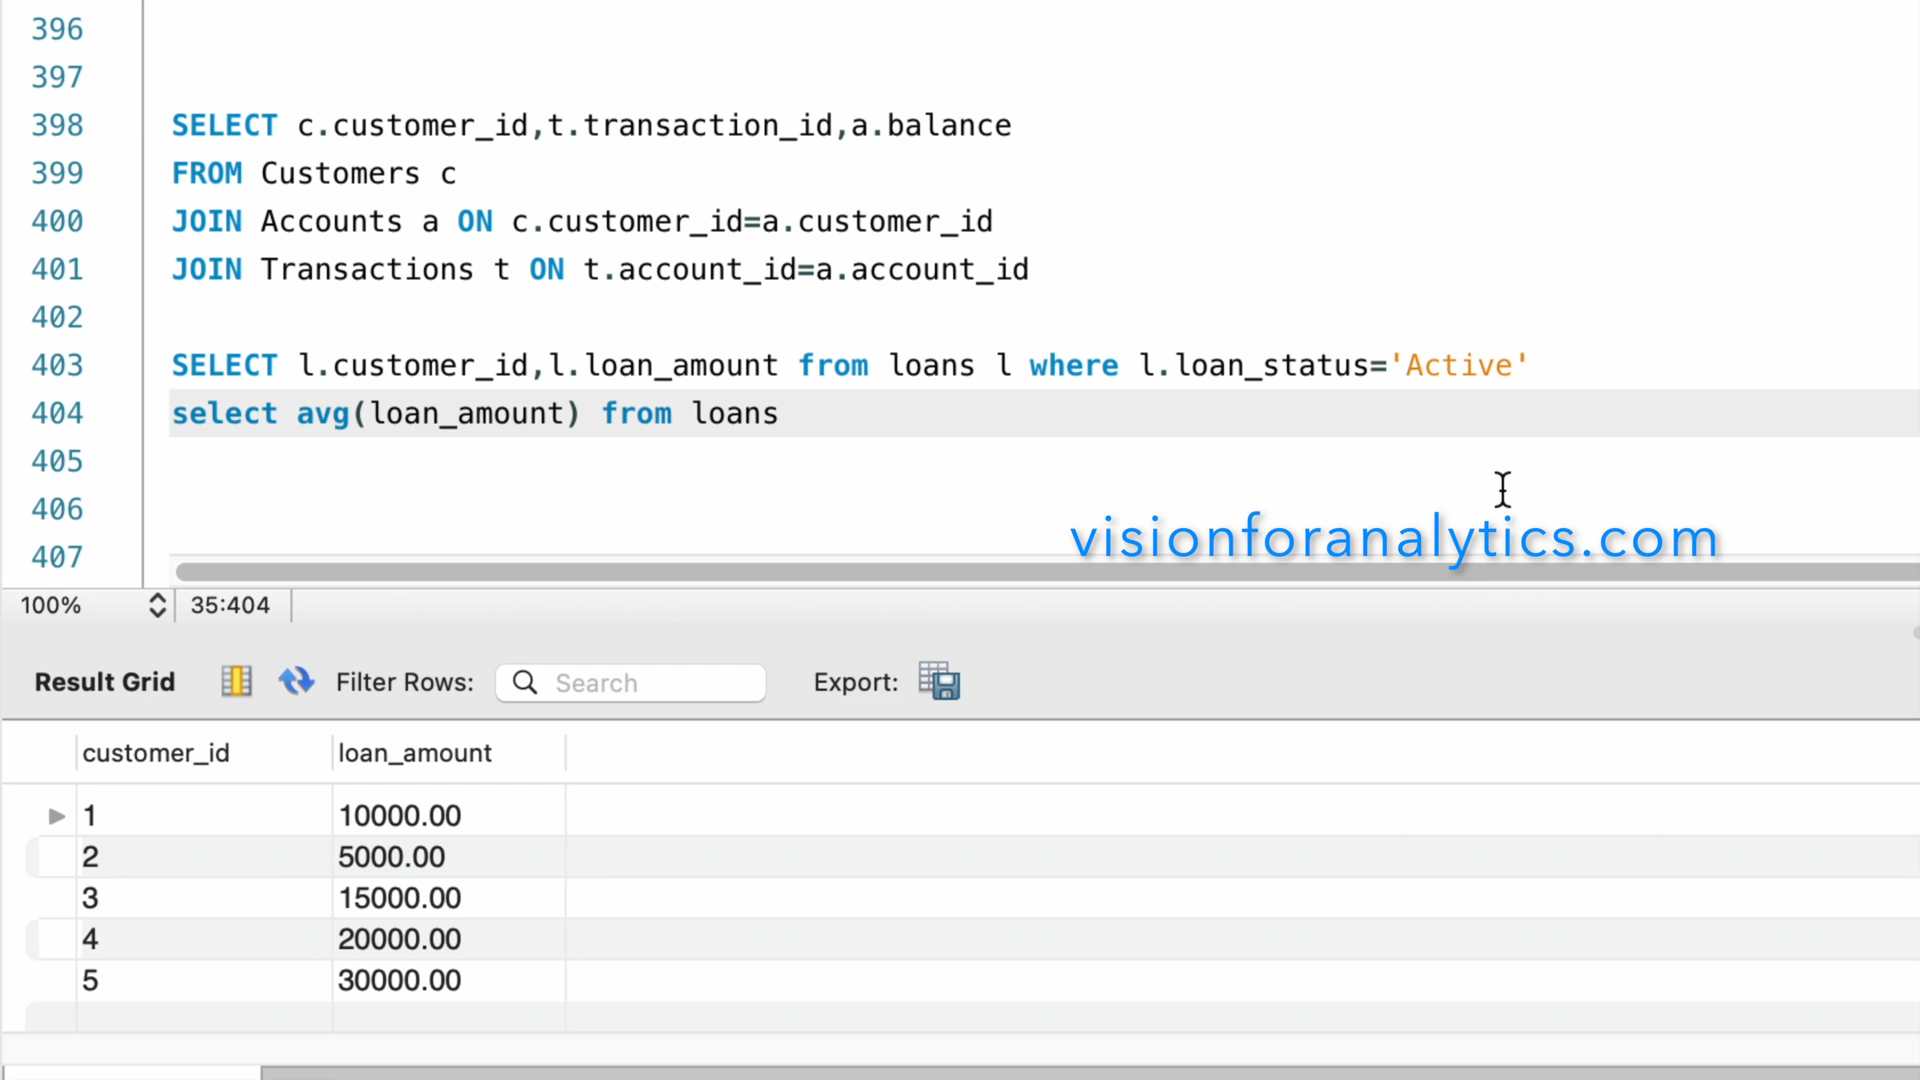 396
397
398 SELECT c.customer_id,t.transaction_id,a.balance
399 FROM Customers c
400 JOIN Accounts a ON c.customer_id=a.customer_id
401 JOIN Transactions t ON t.account_id=a.account_id
402
403 SELECT l.customer_id,l.loan_amount from loans l where l.loan_status='Active'
404 select avg(loan_amount) from loans
405
406
visionforanalytics.com
407
100% 35:404
Result Grid Filter Rows: Search Export:
customer_id loan_amount
1 10000.00
2 5000.00
3 15000.00
4 20000.00
5 30000.00